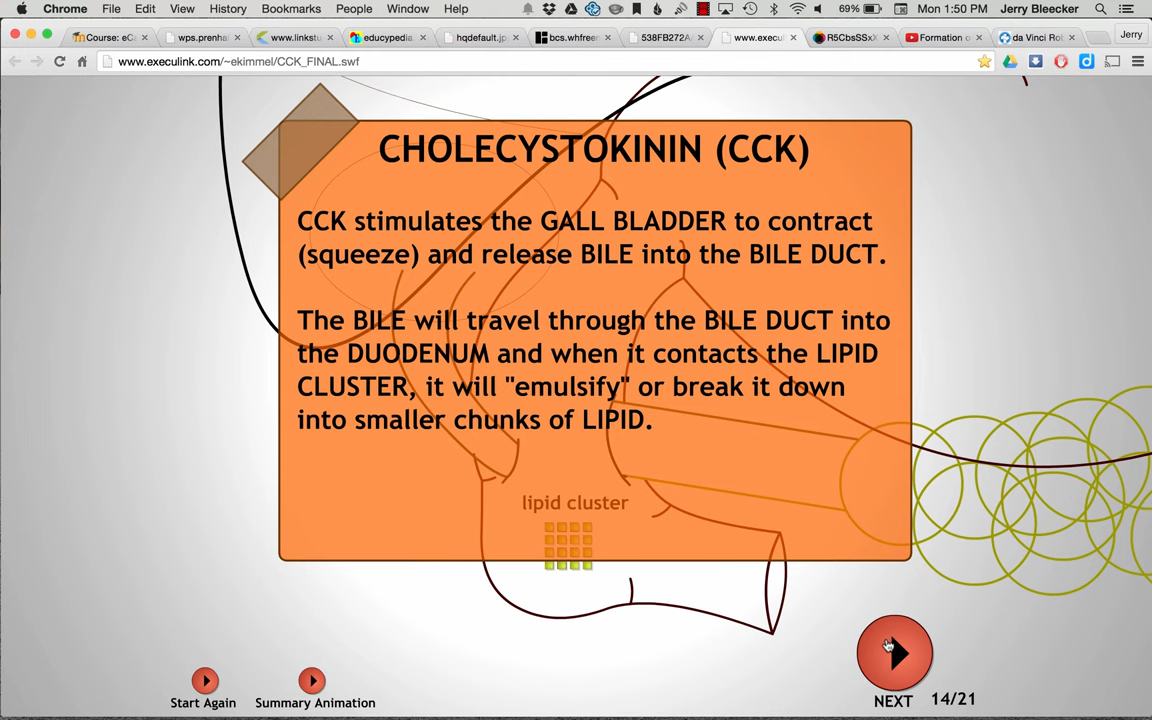 Chrome File Edit View History Bookmarks People Window Help 69% Mon 1:50 PM Jerry Bleecker
Course: eC wps.prenhal www.linkstu educypedia. hqdefault.jp bcs.whfreen 538FB272A www.execul R5CbsSSxX Formation o da Vinci Ro Jerry
www.execulink.com/~ekimmel/CCK_FINAL.swf
CHOLECYSTOKININ (CCK)
CCK stimulates the GALL BLADDER to contract
(squeeze) and release BILE into the BILE DUCT.
The BILE will travel through the BILE DUCT into
the DUODENUM and when it contacts the LIPID
CLUSTER, it will "emulsify" or break it down
into smaller chunks of LIPID.
lipid cluster
Start Again
Summary Animation
NEXT
14/21